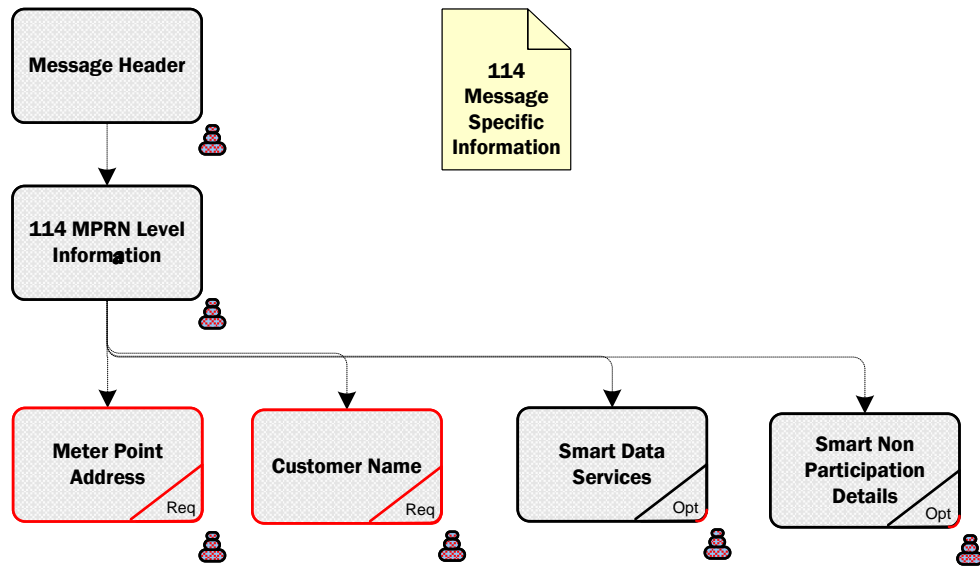 Message Header
114
Message
Specific
Information
114 MPRN Level
Information
Meter Point
Address
Req
Customer Name
Req
Smart Data
Services
Opt
Smart Non
Participation
Details
Opt